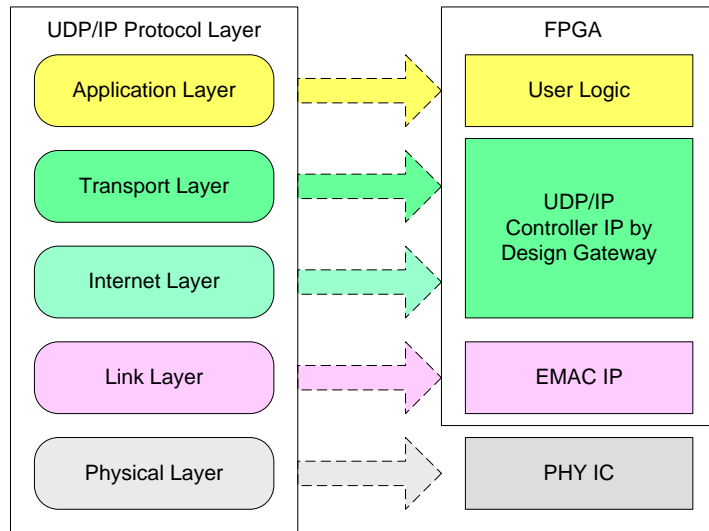 UDP/IP Protocol Layer
Application Layer
Transport Layer
Internet Layer
Link Layer
Physical Layer
FPGA
User Logic
UDP/IP
Controller IP by
Design Gateway
EMAC IP
PHY IC